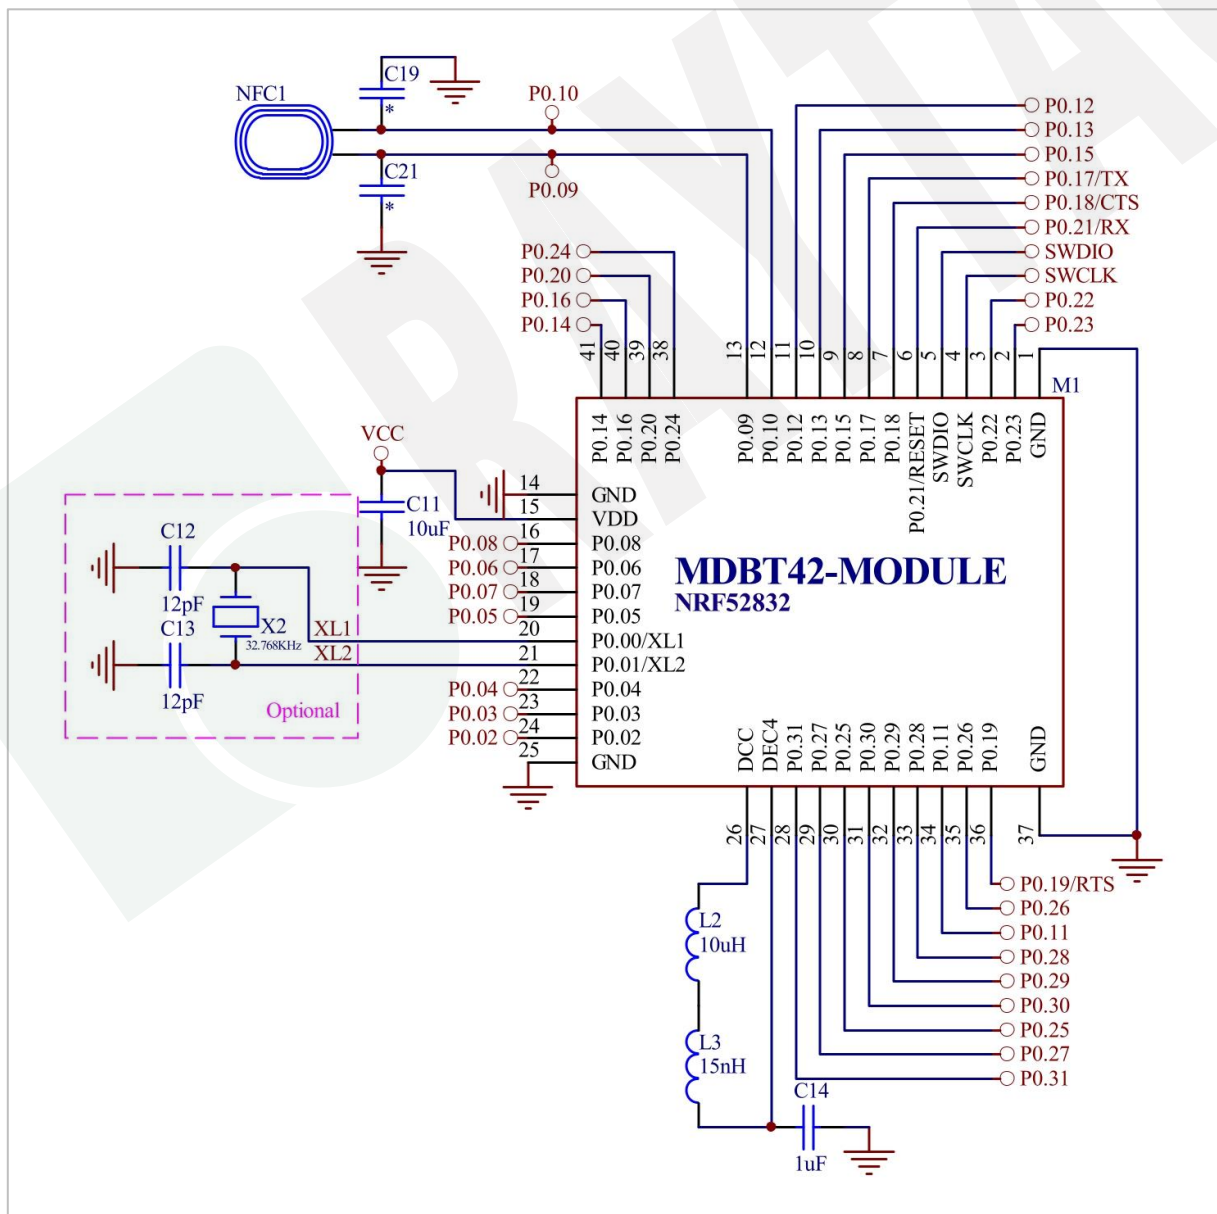 C19
NFC1
*
P0.10
C21
P0.09
*
P0.12
P0.13
P0.15
P0.17/TX
P0.18/CTS
P0.21/RX
SWDIO
SWCLK
P0.22
P0.23
P0.24
P0.20
P0.16
P0.14
41
40
39
38
13
12
11
10
9
8
7
6
5
4
3
2
1
M1
P0.14
P0.16
P0.20
P0.24
P0.09
P0.10
P0.12
P0.13
P0.15
P0.17
P0.18
P0.21/RESET
SWDIO
SWCLK
P0.22
P0.23
GND
VCC
C11
10uF
14
GND
15
VDD
P0.08
16
P0.08
P0.06
17
P0.06
P0.07
18
P0.07
P0.05
19
P0.05
20
P0.00/XL1
21
P0.01/XL2
P0.04
22
P0.04
P0.03
23
P0.03
P0.02
24
P0.02
25
GND
C12
12pF
C13
12pF
X2
32.768KHz
XL1
XL2
Optional
MDBT42-MODULE
NRF52832
DCC
DEC4
P0.31
P0.27
P0.25
P0.30
P0.29
P0.28
P0.11
P0.26
P0.19
GND
26
27
28
29
30
31
32
33
34
35
36
37
L2
10uH
L3
15nH
C14
1uF
P0.19/RTS
P0.26
P0.11
P0.28
P0.29
P0.30
P0.25
P0.27
P0.31
RAYTAC